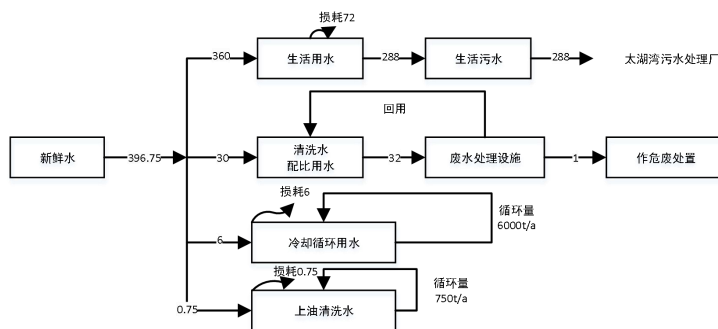 损耗72
360
生活用水
288
生活污水
288
太湖湾污水处理厂
回用
新鲜水
396.75
30
清洗水
配比用水
32
废水处理设施
1
作危废处置
损耗6
循环量
6000t/a
6
冷却循环用水
损耗0.75
循环量
750t/a
0.75
上油清洗水